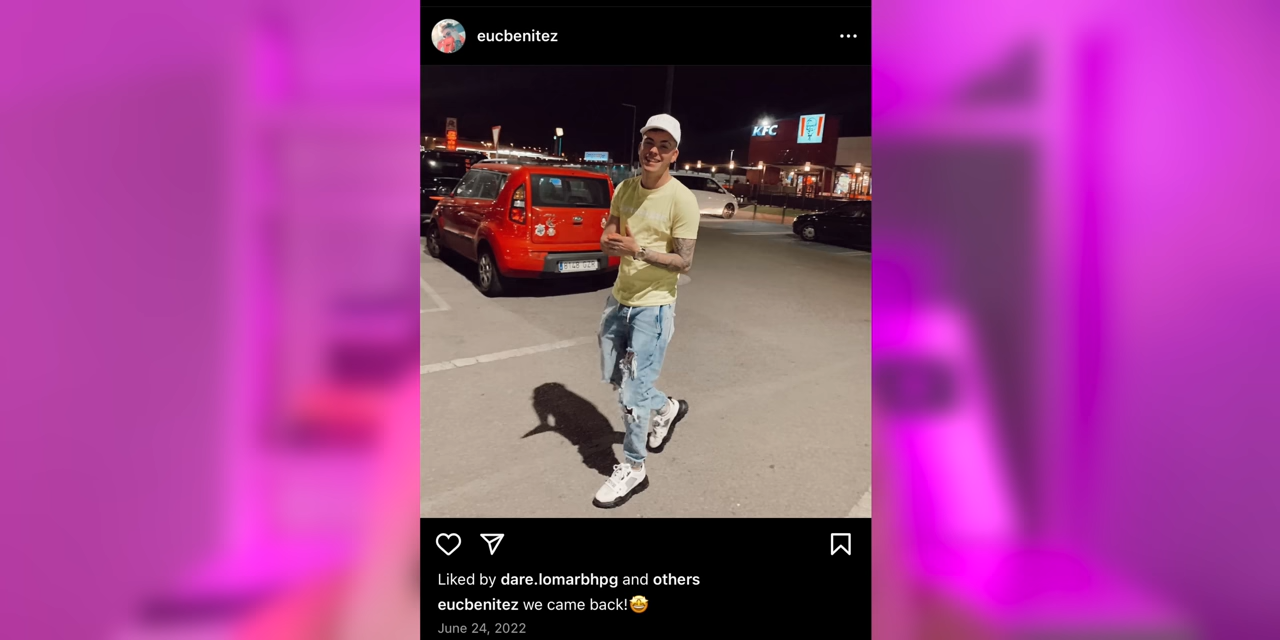 eucbenitez
KFC
Liked by dare.lomarbhpg and others
eucbenitez we came back!🤩
June 24, 2022